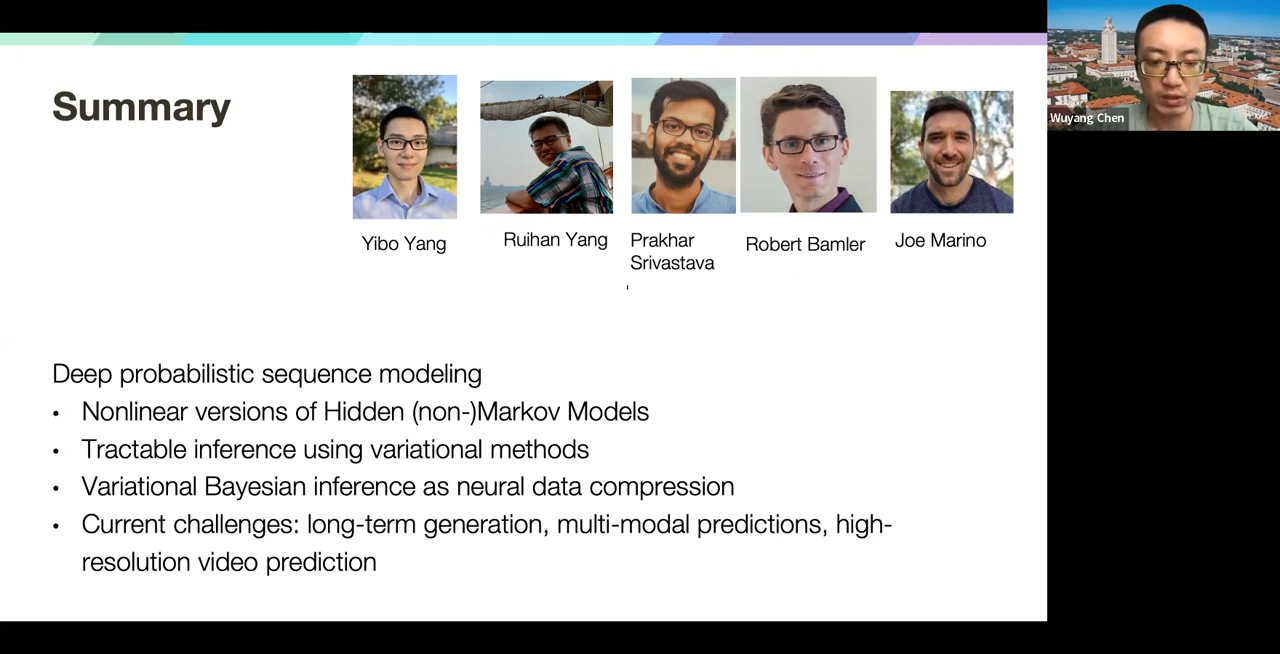 Summary
Wuyang Chen
Yibo Yang
Ruihan Yang
Prakhar
Srivastava
Robert Bamler
Joe Marino
Deep probabilistic sequence modeling
• Nonlinear versions of Hidden (non-)Markov Models
• Tractable inference using variational methods
• Variational Bayesian inference as neural data compression
• Current challenges: long-term generation, multi-modal predictions, high-
resolution video prediction